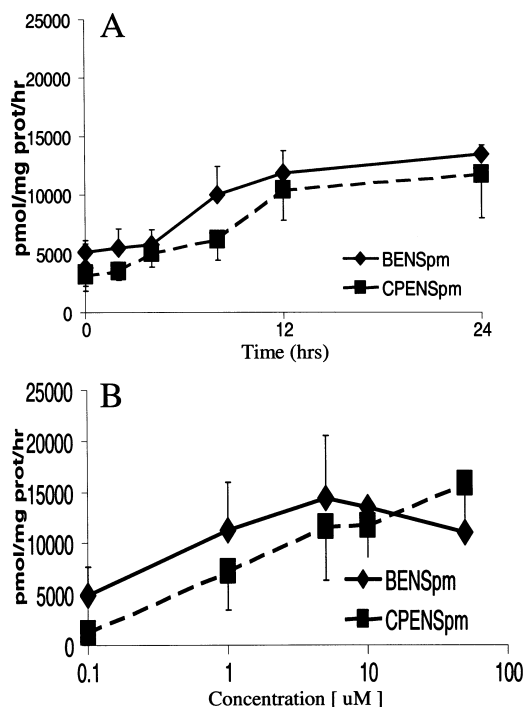 A
pmol/mg prot/hr
25000
20000
15000
10000
5000
0
BENSpm
CPENSpm
0 12 24
Time (hrs)
B
pmol/mg prot/hr
25000
20000
15000
10000
5000
0
BENSpm
CPENSpm
0.1 1 10 100
Concentration [ uM ]